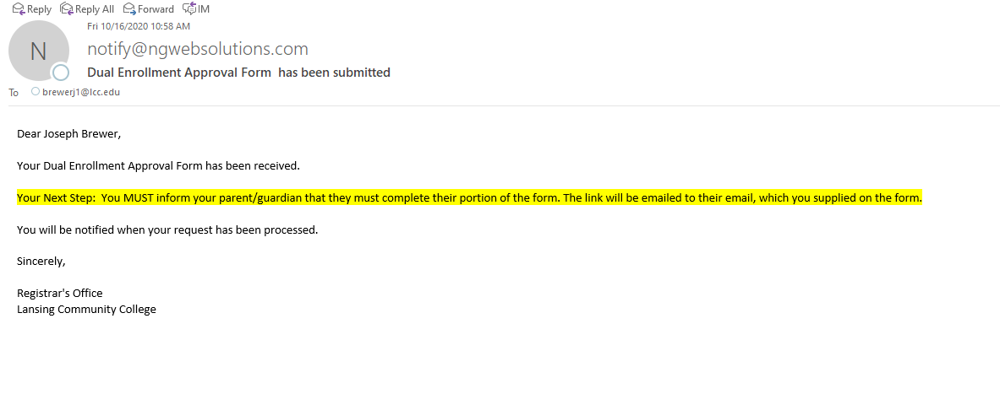 Reply Reply All Forward IM
Fri 10/16/2020 10:58 AM
N
notify@ngwebsolutions.com
Dual Enrollment Approval Form  has been submitted
To brewerj1@lcc.edu
Dear Joseph Brewer,
Your Dual Enrollment Approval Form has been received.
Your Next Step:  You MUST inform your parent/guardian that they must complete their portion of the form. The link will be emailed to their email, which you supplied on the form.
You will be notified when your request has been processed.
Sincerely,
Registrar's Office
Lansing Community College